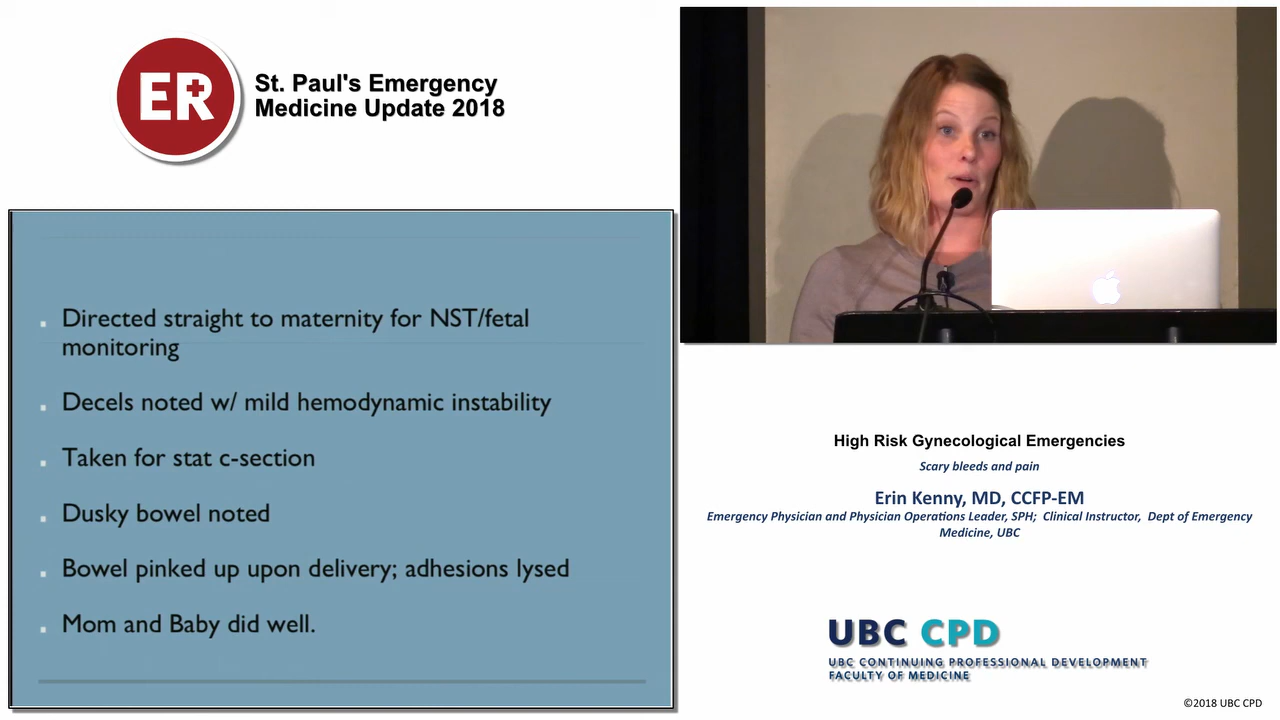 ER
St. Paul's Emergency
Medicine Update 2018
Directed straight to maternity for NST/fetal
monitoring
Decels noted w/ mild hemodynamic instability
Taken for stat c-section
Dusky bowel noted
Bowel pinked up upon delivery; adhesions lysed
Mom and Baby did well.
High Risk Gynecological Emergencies
Scary bleeds and pain
Erin Kenny, MD, CCFP-EM
Emergency Physician and Physician Operations Leader, SPH; Clinical Instructor, Dept of Emergency
Medicine, UBC
UBC CPD
UBC CONTINUING PROFESSIONAL DEVELOPMENT
FACULTY OF MEDICINE
©2018 UBC CPD